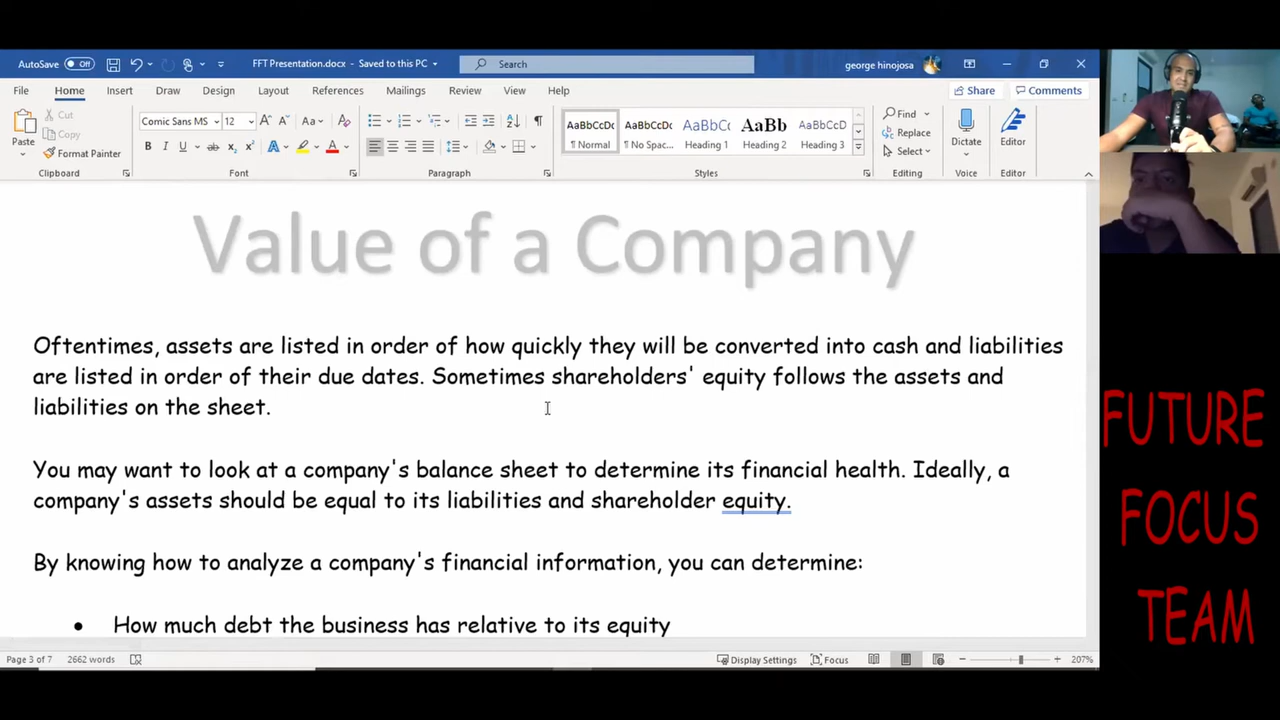 AutoSave Off FFT Presentation.docx - Saved to this PC Search george hinojosa
File Home Insert Draw Design Layout References Mailings Review View Help Share Comments
Paste Cut Copy Format Painter
Clipboard
Comic Sans MS 12 A A Aa A
B I U ab x₂ x² A A
Font
Paragraph
AaBbCcDc AaBbCcDc AaBbCc AaBb AaBbCcD
¶ Normal ¶ No Spac... Heading 1 Heading 2 Heading 3
Styles
Find
Replace
Select
Editing
Dictate
Voice
Editor
Editor
Value of a Company
Oftentimes, assets are listed in order of how quickly they will be converted into cash and liabilities
are listed in order of their due dates. Sometimes shareholders' equity follows the assets and
liabilities on the sheet.
You may want to look at a company's balance sheet to determine its financial health. Ideally, a
company's assets should be equal to its liabilities and shareholder equity.
By knowing how to analyze a company's financial information, you can determine:
• How much debt the business has relative to its equity
Page 3 of 7 2662 words Display Settings Focus 207%
FUTURE
FOCUS
TEAM